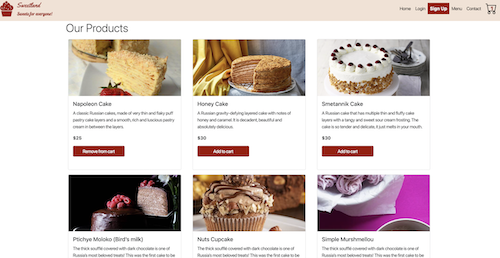 Sweetland
Sweets for everyone!
Home Login Sign Up Menu Contact
Our Products
Napoleon Cake
A classic Russian cakes, made of very thin and flaky puff
pastry cake layers and a smooth, rich and luscious pastry
cream in between the layers.
$25
Remove from cart
Honey Cake
A Russian gravity-defying layered cake with notes of
honey and caramel. It is decadent, beautiful and
absolutely delicious.
$30
Add to cart
Smetannik Cake
A Russian cake that has multiple thin and fluffy cake
layers with a tangy and sweet sour cream frosting. The
cake is so tender and delicate, it just melts in your mouth.
$30
Add to cart
Ptichye Moloko (Bird's milk)
The thick soufflé covered with dark chocolate is one of
Russia's most beloved treats! This was the first cake to be
Nuts Cupcake
The thick soufflé covered with dark chocolate is one of
Russia's most beloved treats! This was the first cake to be
Simple Murshmellou
The thick soufflé covered with dark chocolate is one of
Russia's most beloved treats! This was the first cake to be